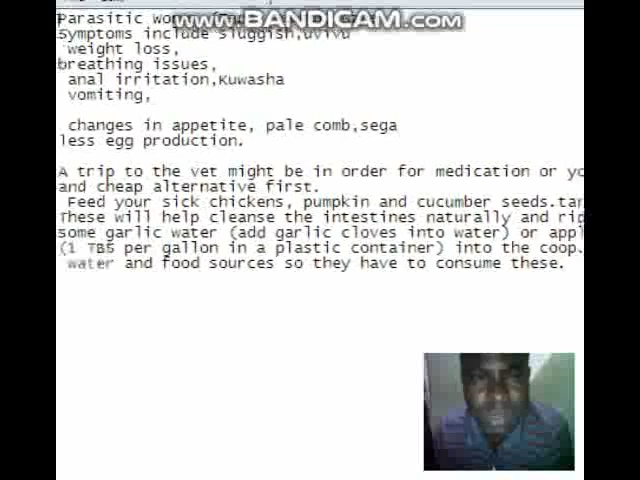 www.BANDICAM.com
Parasitic
Symptoms include sluggish,uvivu
weight loss,
breathing issues,
anal irritation,Kuwasha
vomiting,
changes in appetite, pale comb,sega
less egg production.
A trip to the vet might be in order for medication or yo
and cheap alternative first.
Feed your sick chickens, pumpkin and cucumber seeds.tar
These will help cleanse the intestines naturally and rid
some garlic water (add garlic cloves into water) or appl
(1 TBS per gallon in a plastic container) into the coop.
water and food sources so they have to consume these.